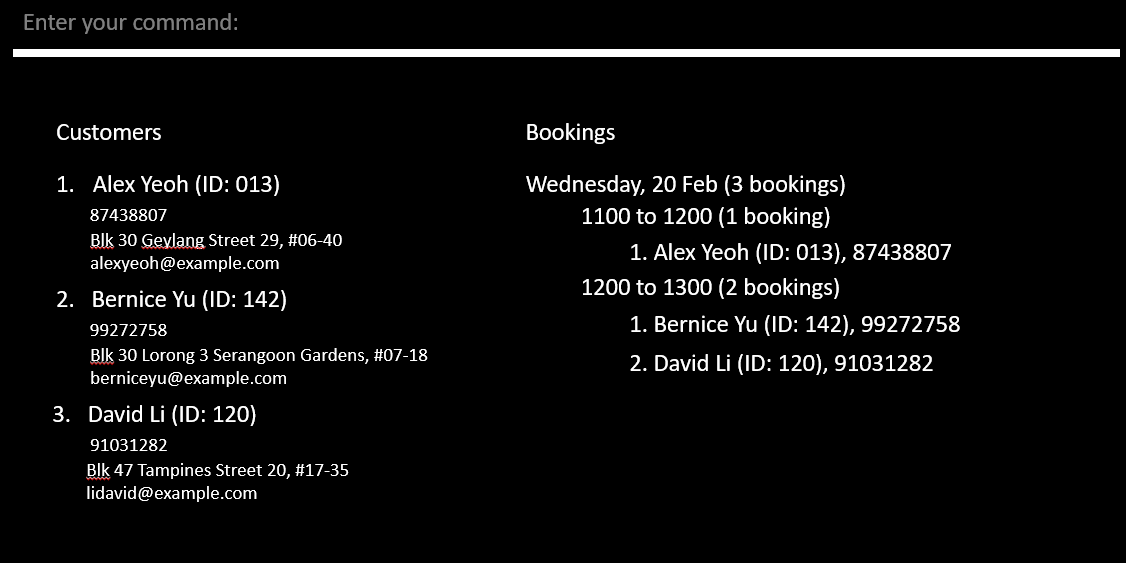 Enter your command:
Customers
1. Alex Yeoh (ID: 013)
87438807
Blk 30 Geylang Street 29, #06-40
alexyeoh@example.com
2. Bernice Yu (ID: 142)
99272758
Blk 30 Lorong 3 Serangoon Gardens, #07-18
berniceyu@example.com
3. David Li (ID: 120)
91031282
Blk 47 Tampines Street 20, #17-35
lidavid@example.com
Bookings
Wednesday, 20 Feb (3 bookings)
1100 to 1200 (1 booking)
1. Alex Yeoh (ID: 013), 87438807
1200 to 1300 (2 bookings)
1. Bernice Yu (ID: 142), 99272758
2. David Li (ID: 120), 91031282